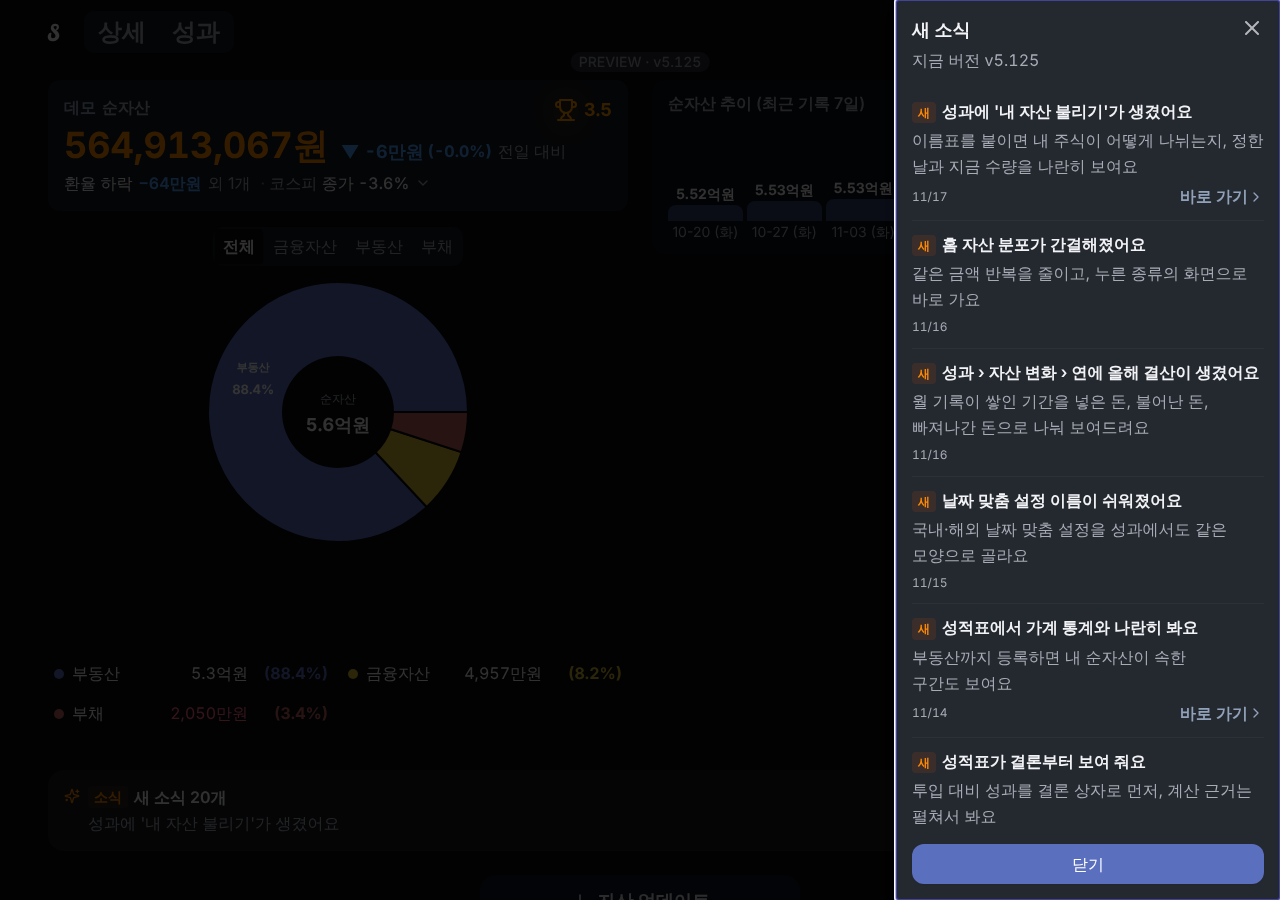 상세 성과
PREVIEW · v5.125
데모 순자산
3.5
564,913,067원 ▼ -6만원 (-0.0%) 전일 대비
환율 하락 -64만원 외 1개 · 코스피 종가 -3.6%
순자산 추이 (최근 기록 7일)
5.52억원 5.53억원 5.53억원
10-20 (화) 10-27 (화) 11-03 (화)
전체 금융자산 부동산 부채
부동산
88.4%
순자산
5.6억원
부동산 5.3억원 (88.4%) 금융자산 4,957만원 (8.2%)
부채 2,050만원 (3.4%)
소식 새 소식 20개
성과에 '내 자산 불리기'가 생겼어요
자산 업데이트
새 소식
지금 버전 v5.125
새 성과에 '내 자산 불리기'가 생겼어요
이름표를 붙이면 내 주식이 어떻게 나뉘는지, 정한
날과 지금 수량을 나란히 보여요
11/17 바로 가기
새 홈 자산 분포가 간결해졌어요
같은 금액 반복을 줄이고, 누른 종류의 화면으로
바로 가요
11/16
새 성과 › 자산 변화 › 연에 올해 결산이 생겼어요
월 기록이 쌓인 기간을 넣은 돈, 불어난 돈,
빠져나간 돈으로 나눠 보여드려요
11/16
새 날짜 맞춤 설정 이름이 쉬워졌어요
국내·해외 날짜 맞춤 설정을 성과에서도 같은
모양으로 골라요
11/15
새 성적표에서 가계 통계와 나란히 봐요
부동산까지 등록하면 내 순자산이 속한
구간도 보여요
11/14 바로 가기
새 성적표가 결론부터 보여 줘요
투입 대비 성과를 결론 상자로 먼저, 계산 근거는
펼쳐서 봐요
닫기